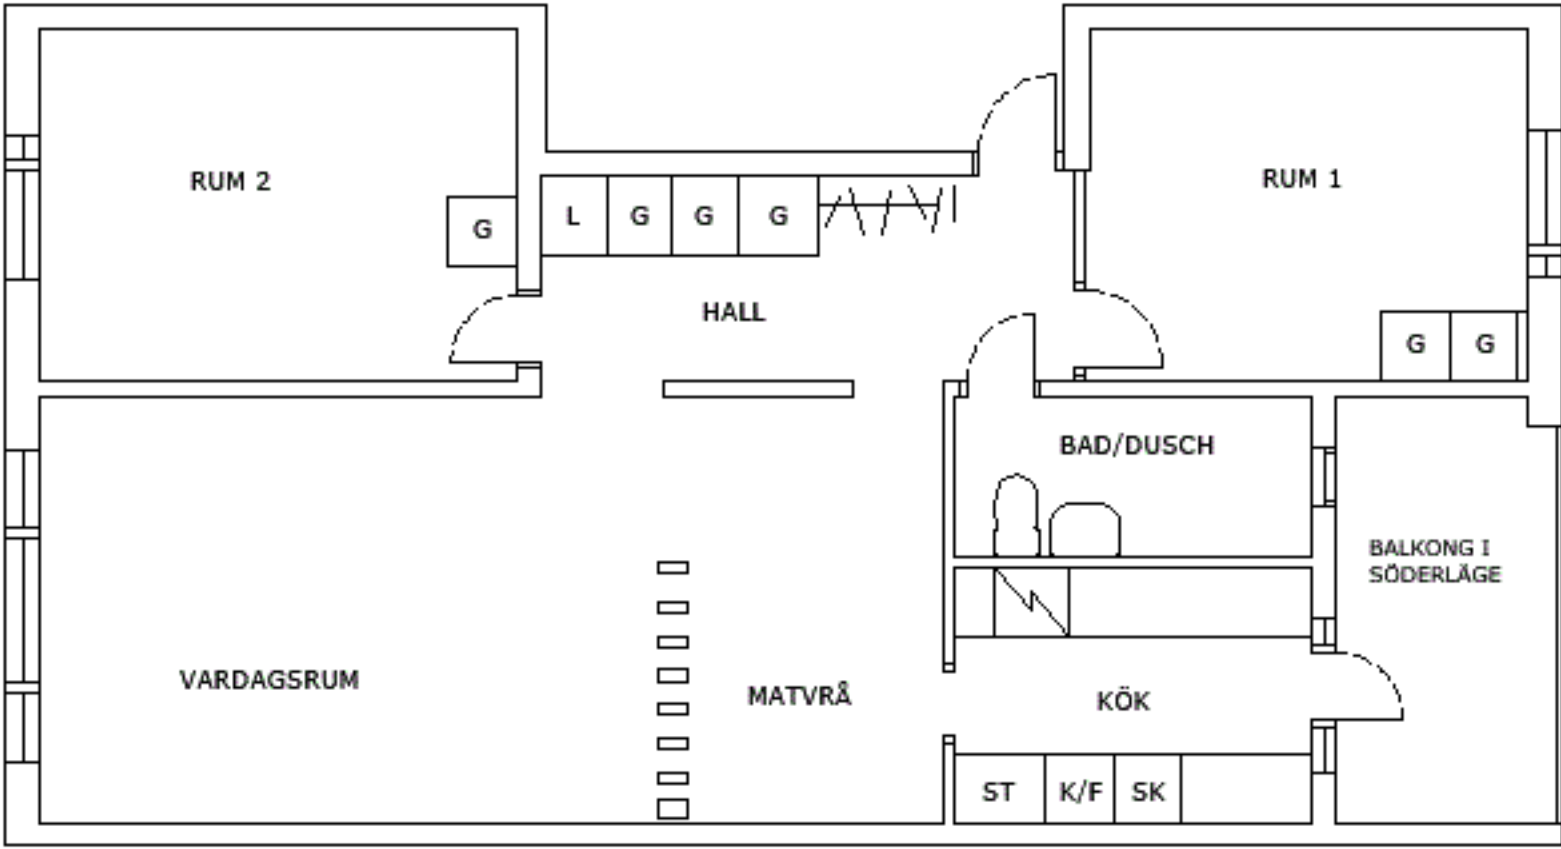 RUM 2
RUM 1
G
L G G G
HALL
G G
BAD/DUSCH
BALKONG I
SÖDERLÄGE
VARDAGSRUM
MATVRÅ
KÖK
ST K/F SK